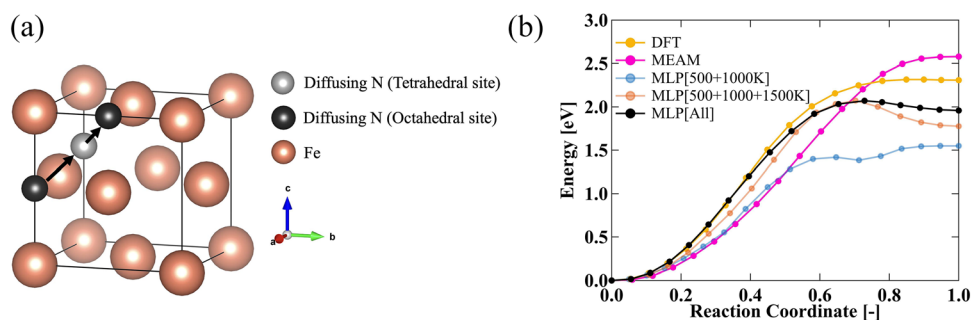 (a)
Diffusing N (Tetrahedral site)
Diffusing N (Octahedral site)
Fe
c
a
b
(b)
Energy [eV]
3.0
2.5
2.0
1.5
1.0
0.5
0.0
DFT
MEAM
MLP[500+1000K]
MLP[500+1000+1500K]
MLP[All]
0.0 0.2 0.4 0.6 0.8 1.0
Reaction Coordinate [-]